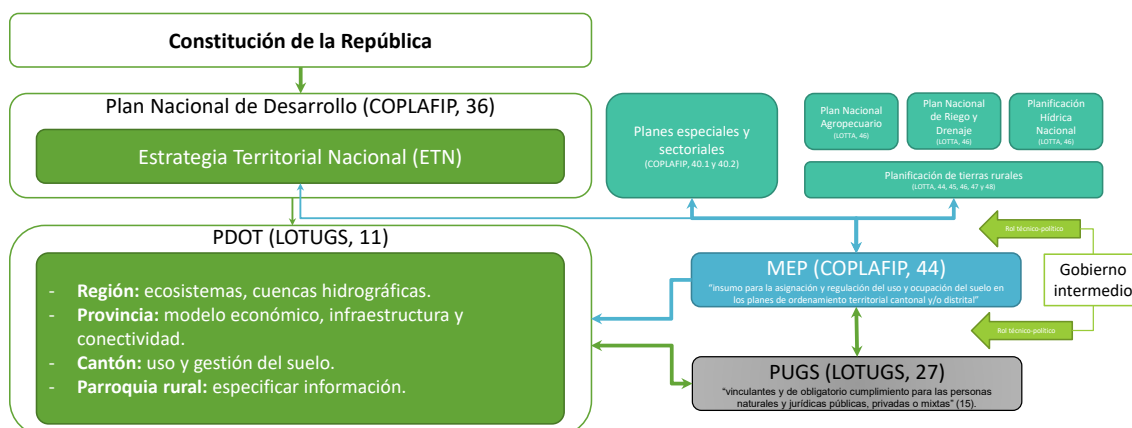 Constitución de la República
Plan Nacional de Desarrollo (COPLAFIP, 36)
Estrategia Territorial Nacional (ETN)
Planes especiales y
sectoriales
(COPLAFIP, 40.1 y 40.2)
Plan Nacional
Agropecuario
(LOTTA, 46)
Plan Nacional
de Riego y
Drenaje
(LOTTA, 46)
Planificación
Hídrica
Nacional
(LOTTA, 46)
Planificación de tierras rurales
(LOTTA, 44, 45, 46, 47 y 48)
PDOT (LOTUGS, 11)
- Región: ecosistemas, cuencas hidrográficas.
- Provincia: modelo económico, infraestructura y
conectividad.
- Cantón: uso y gestión del suelo.
- Parroquia rural: especificar información.
Rol técnico-político
MEP (COPLAFIP, 44)
"insumo para la asignación y regulación del uso y ocupación del suelo en
los planes de ordenamiento territorial cantonal y/o distrital"
Gobierno
intermedio
Rol técnico-político
PUGS (LOTUGS, 27)
"vinculantes y de obligatorio cumplimiento para las personas
naturales y jurídicas públicas, privadas o mixtas" (15).